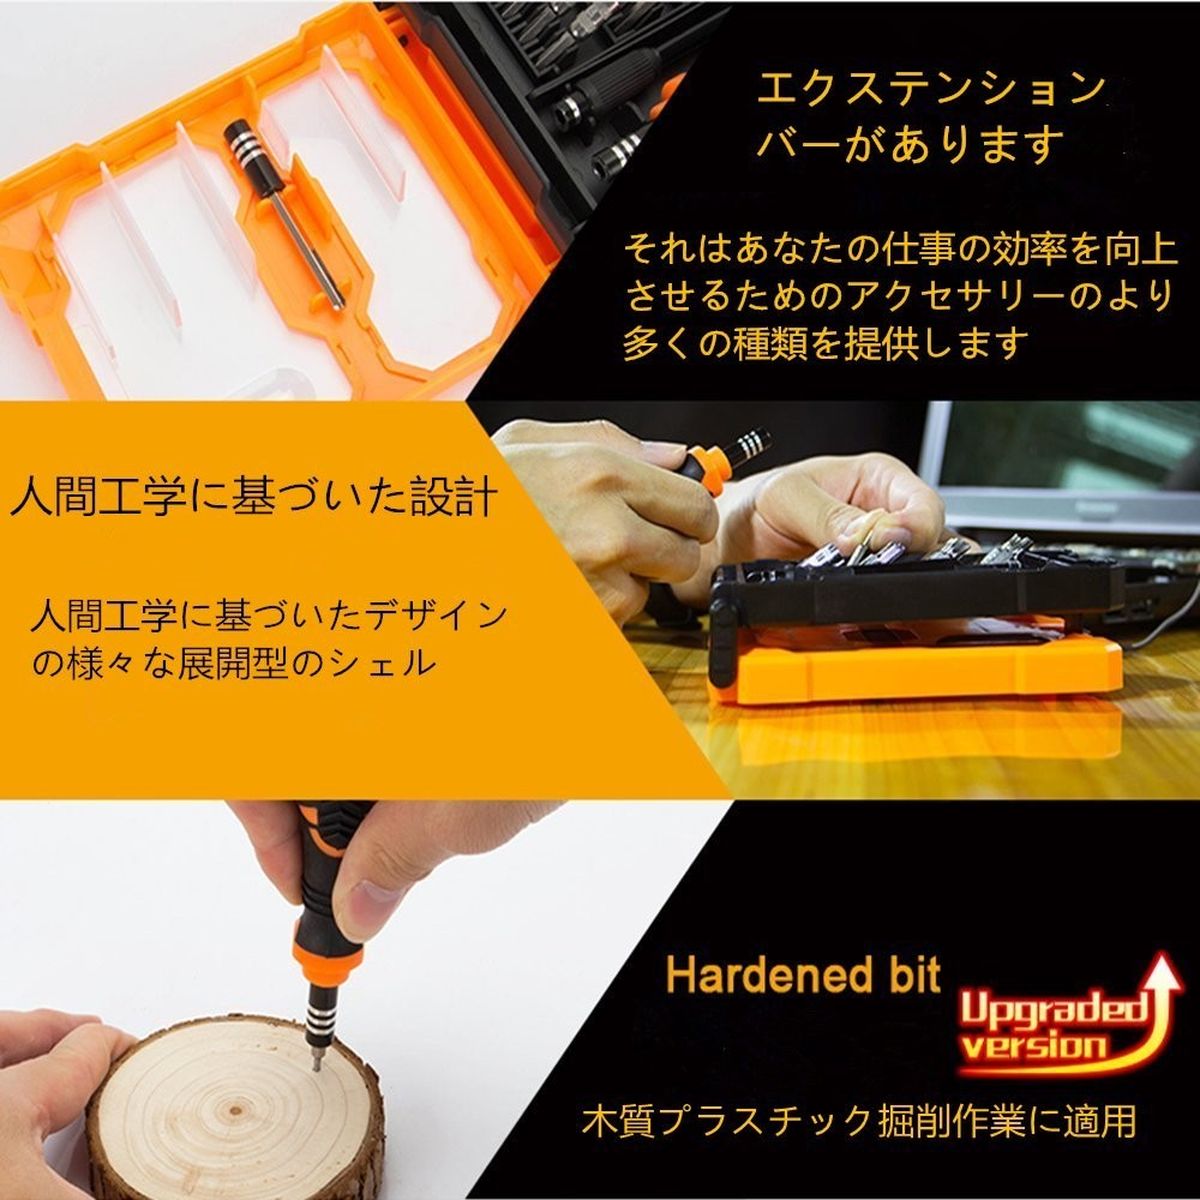 エクステンション
バーがあります
それはあなたの仕事の効率を向上
させるためのアクセサリーのより
多くの種類を提供します
人間工学に基づいた設計
人間工学に基づいたデザイン
の様々な展開型のシェル
Hardened bit
Upgraded
version
木質プラスチック掘削作業に適用